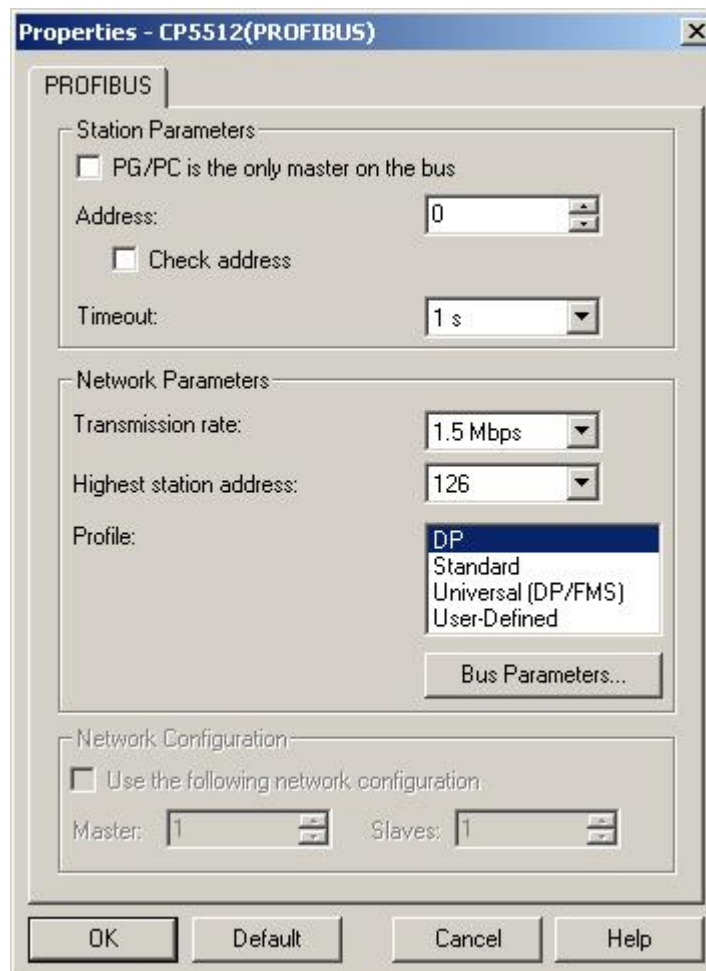 Properties - CP5512(PROFIBUS)
PROFIBUS
Station Parameters
PG/PC is the only master on the bus
Address: 0
Check address
Timeout: 1 s
Network Parameters
Transmission rate: 1.5 Mbps
Highest station address: 126
Profile: DP
Standard
Universal (DP/FMS)
User-Defined
Bus Parameters...
Network Configuration
Use the following network configuration
Master: 1 Slaves: 1
OK Default Cancel Help